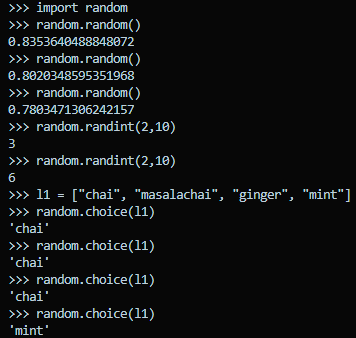 >>> import random
>>> random.random()
0.8353640488848072
>>> random.random()
0.8020348595351968
>>> random.random()
0.7803471306242157
>>> random.randint(2,10)
3
>>> random.randint(2,10)
6
>>> l1 = ["chai", "masalachai", "ginger", "mint"]
>>> random.choice(l1)
'chai'
>>> random.choice(l1)
'chai'
>>> random.choice(l1)
'chai'
>>> random.choice(l1)
'mint'